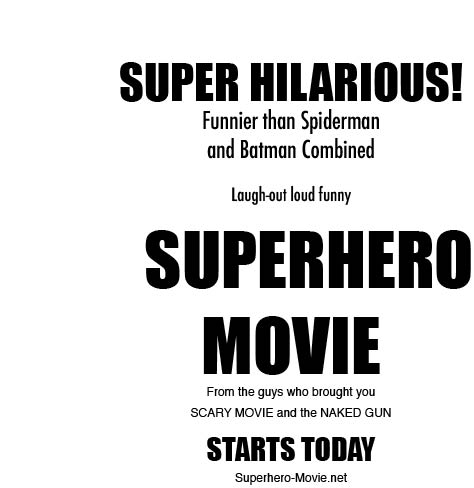 SUPER HILARIOUS!
Funnier than Spiderman
and Batman Combined
Laugh-out loud funny
SUPERHERO
MOVIE
From the guys who brought you
SCARY MOVIE and the NAKED GUN
STARTS TODAY
Superhero-Movie.net